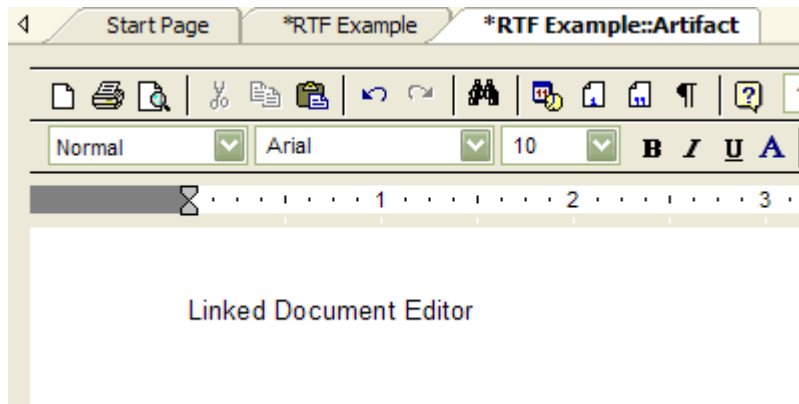 Start Page *RTF Example *RTF Example::Artifact
Normal Arial 10 B I U A
1 2 3
Linked Document Editor